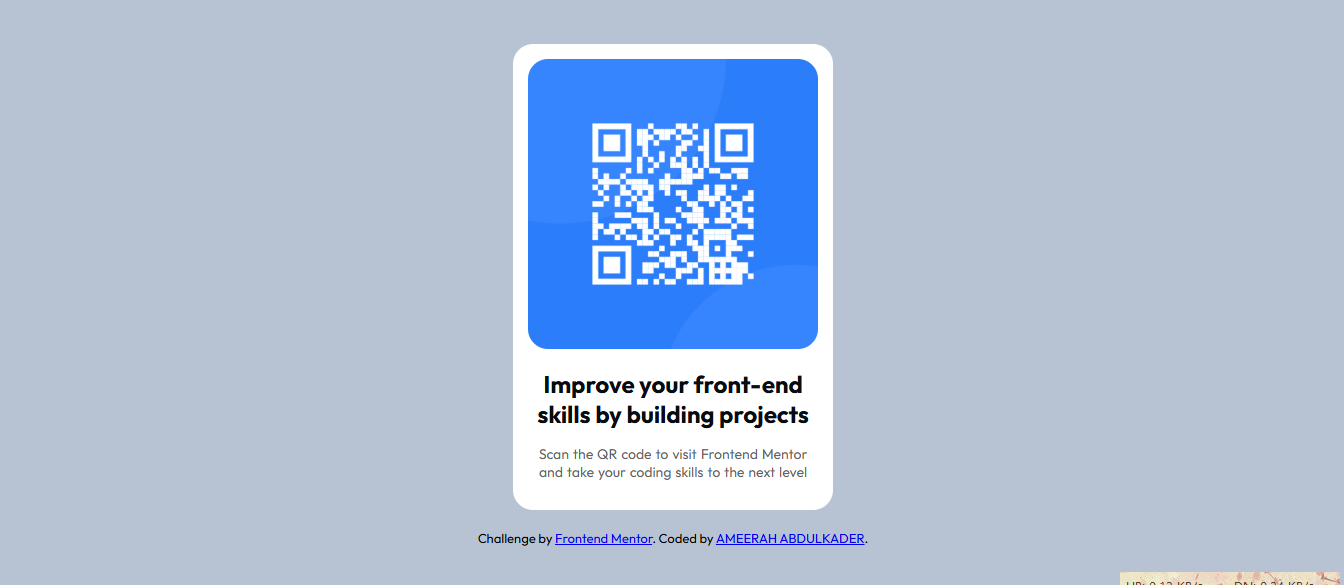 Improve your front-end
skills by building projects
Scan the QR code to visit Frontend Mentor
and take your coding skills to the next level
Challenge by Frontend Mentor. Coded by AMEERAH ABDULKADER.